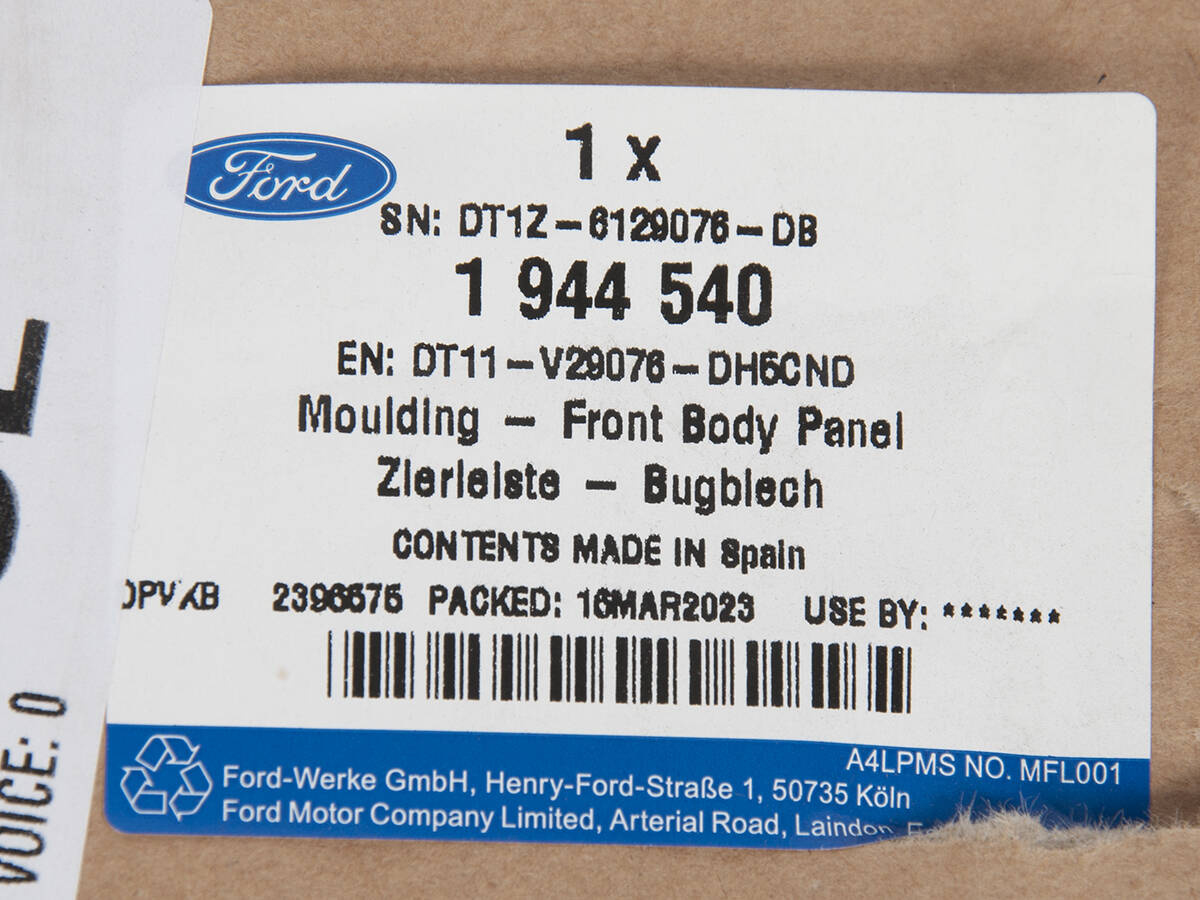 Ford
1 x
SN: DT1Z-6129076-DB
1 944 540
EN: DT11-V29076-DH5CND
Moulding - Front Body Panel
Zierleiste - Bugblech
CONTENTS MADE IN Spain
2396575 PACKED: 16MAR2023 USE BY: *******
A4LPMS NO. MFL001
Ford-Werke GmbH, Henry-Ford-Straße 1, 50735 Köln
Ford Motor Company Limited, Arterial Road, Laindon
VOICE: 0